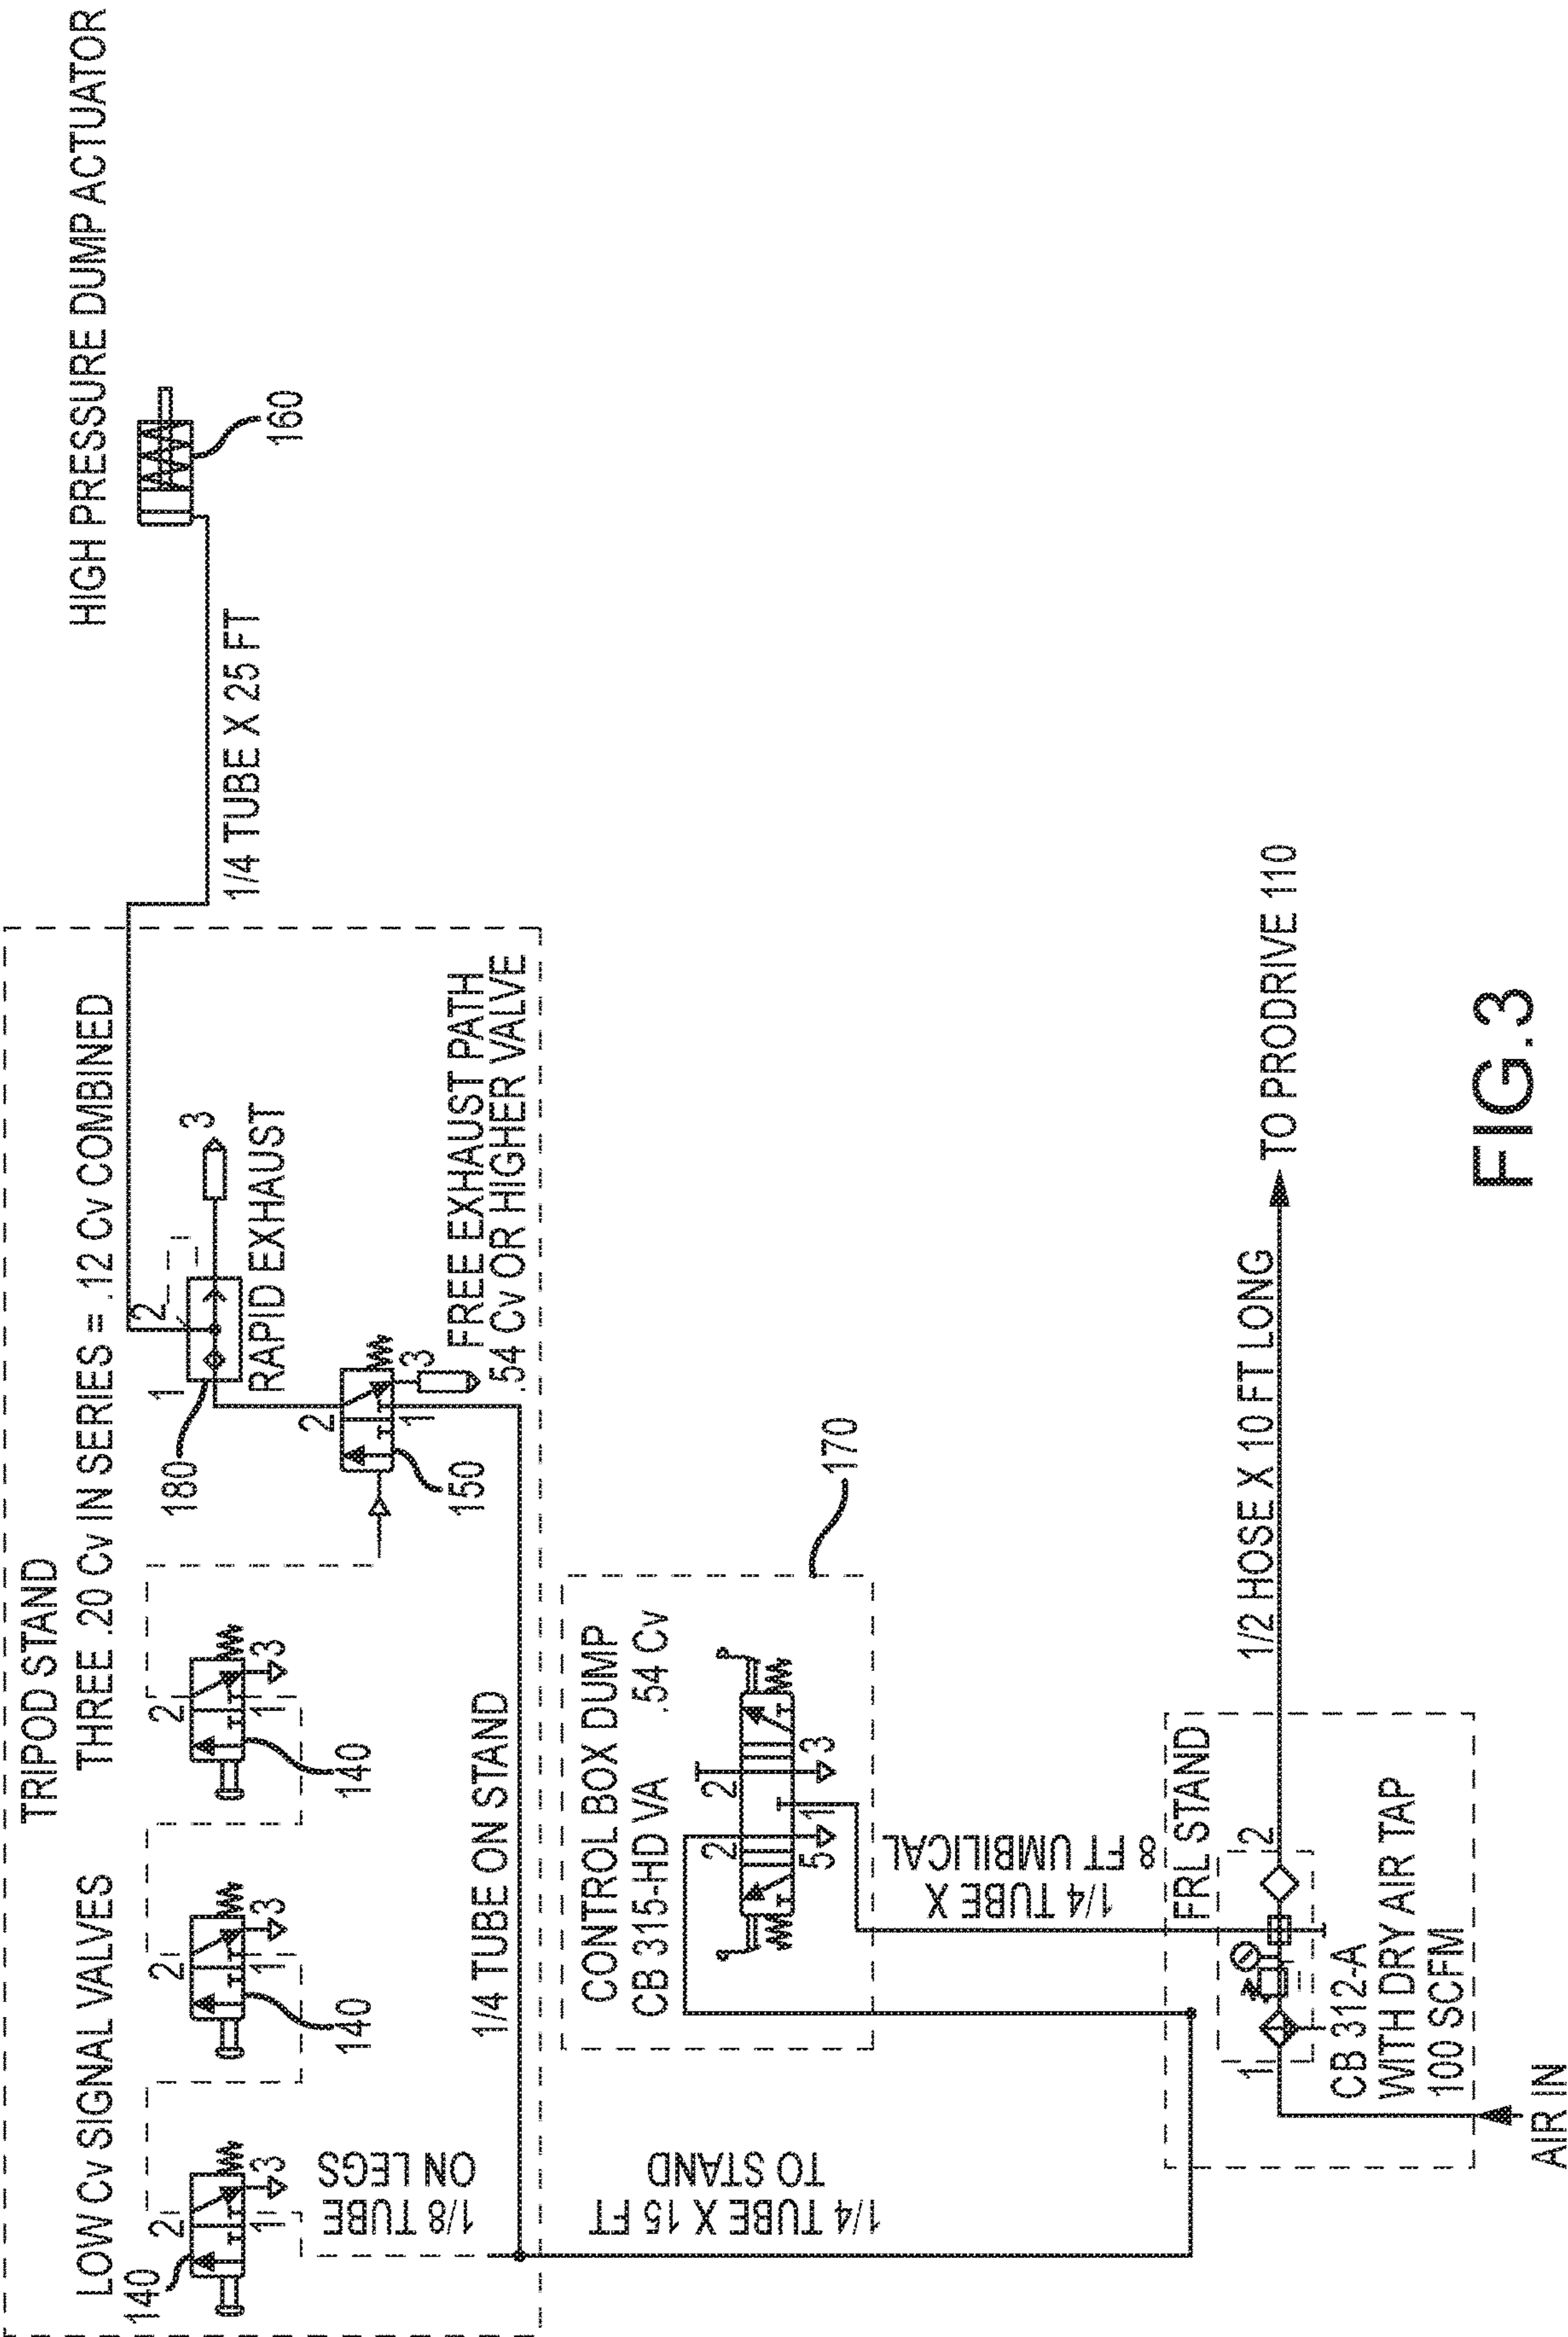 TRIPOD STAND
LOW Cv SIGNAL VALVES
THREE .20 Cv IN SERIES = .12 Cv COMBINED
HIGH PRESSURE DUMP ACTUATOR
140
2
1
3
2
1
3
140
2
1
3
140
180
1
2
3
RAPID EXHAUST
2
1
3
150
FREE EXHAUST PATH
.54 Cv OR HIGHER VALVE
160
1/4 TUBE X 25 FT
1/8 TUBE
ON LEGS
1/4 TUBE ON STAND
1/4 TUBE X 15 FT
TO STAND
CONTROL BOX DUMP
CB 315-HD VA .54 Cv
2
2
5
1
3
170
1/4 TUBE X
8 FT UMBILICAL
FRL STAND
1
2
CB 312-A
WITH DRY AIR TAP
100 SCFM
AIR IN
1/2 HOSE X 10 FT LONG
TO PRODRIVE 110
FIG.3